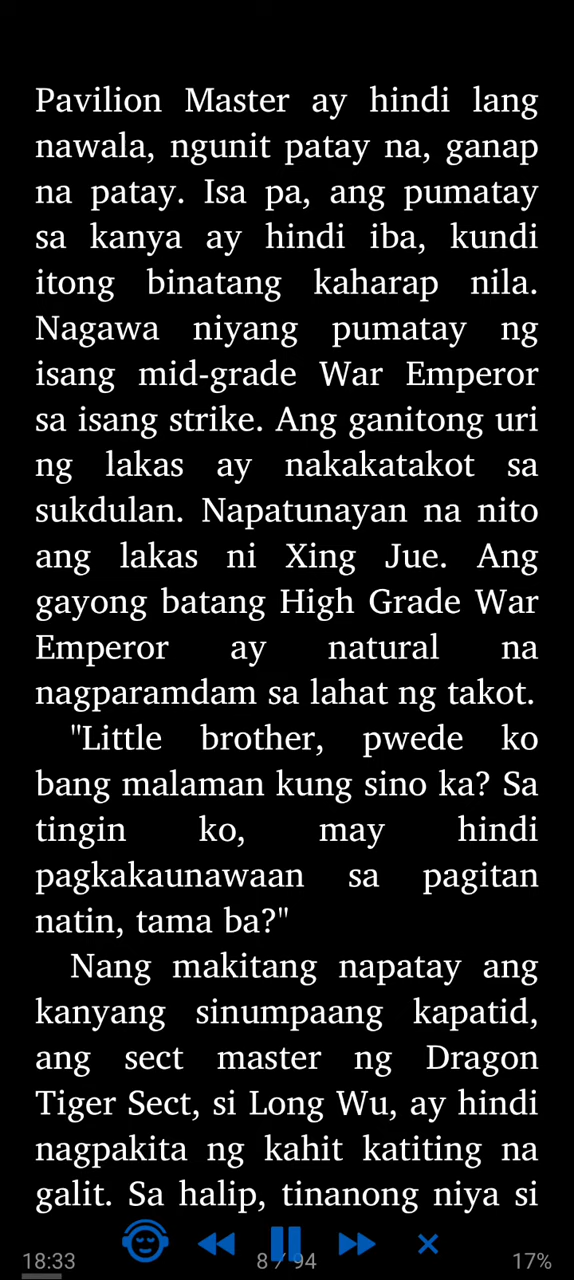 Pavilion Master ay hindi lang
nawala, ngunit patay na, ganap
na patay. Isa pa, ang pumatay
sa kanya ay hindi iba, kundi
itong binatang kaharap nila.
Nagawa niyang pumatay ng
isang mid-grade War Emperor
sa isang strike. Ang ganitong uri
ng lakas ay nakakatakot sa
sukdulan. Napatunayan na nito
ang lakas ni Xing Jue. Ang
gayong batang High Grade War
Emperor ay natural na
nagparamdam sa lahat ng takot.
"Little brother, pwede ko
bang malaman kung sino ka? Sa
tingin ko, may hindi
pagkakaunawaan sa pagitan
natin, tama ba?"
Nang makitang napatay ang
kanyang sinumpaang kapatid,
ang sect master ng Dragon
Tiger Sect, si Long Wu, ay hindi
nagpakita ng kahit katiting na
galit. Sa halip, tinanong niya si
18:33 8 / 94 17%